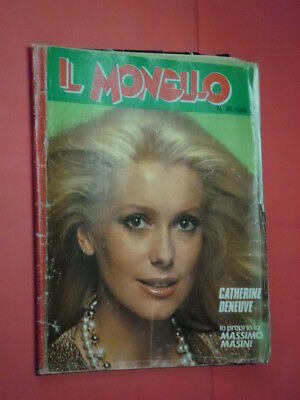 IL MONELLO
CATHERINE
DENEUVE
io proprio io
MASSIMO
MASINI